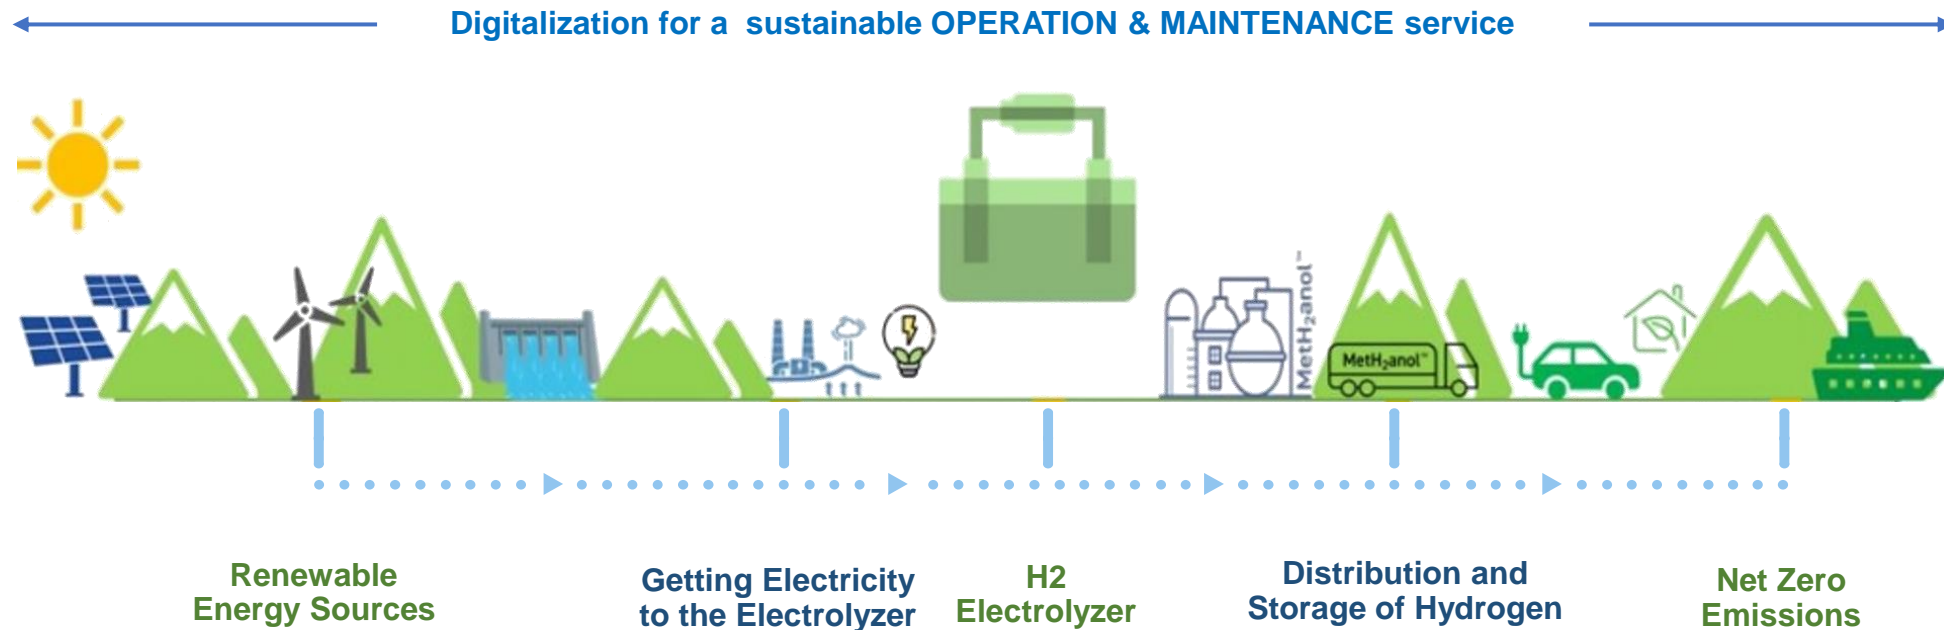 Digitalization for a  sustainable OPERATION & MAINTENANCE service
MetH₂anol™
MetH₂anol™
Renewable
Energy Sources
Getting Electricity
to the Electrolyzer
H2
Electrolyzer
Distribution and
Storage of Hydrogen
Net Zero
Emissions